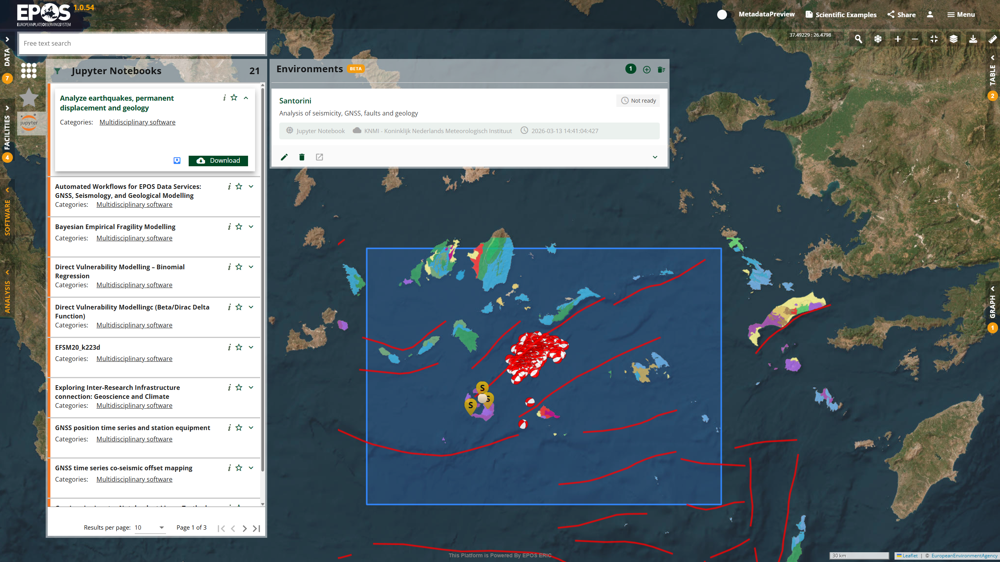 EPOS
1.0.54
EUROPEANPLATEOBSERVINGSYSTEM
MetadataPreview
Scientific Examples
Share
Menu
DATA
7
FACILITIES
4
SOFTWARE
ANALYSIS
Free text search
jupyter
Jupyter Notebooks
21
Analyze earthquakes, permanent
displacement and geology
Categories: Multidisciplinary software
Download
Automated Workflows for EPOS Data Services:
GNSS, Seismology, and Geological Modelling
Categories: Multidisciplinary software
Bayesian Empirical Fragility Modelling
Categories: Multidisciplinary software
Direct Vulnerability Modelling – Binomial
Regression
Categories: Multidisciplinary software
Direct Vulnerability Modellingc (Beta/Dirac Delta
Function)
Categories: Multidisciplinary software
EFSM20_k223d
Categories: Multidisciplinary software
Exploring Inter-Research Infrastructure
connection: Geoscience and Climate
Categories: Multidisciplinary software
GNSS position time series and station equipment
Categories: Multidisciplinary software
GNSS time series co-seismic offset mapping
Categories: Multidisciplinary software
Results per page: 10
Page 1 of 3
Environments BETA
1
Santorini
Not ready
Analysis of seismicity, GNSS, faults and geology
Jupyter Notebook
KNMI - Koninklijk Nederlands Meteorologisch Instituut
2026-03-13 14:41:04:427
37.49229 : 26.4798
TABLE
2
GRAPH
1
S
S
S
This Platform is Powered By EPOS ERIC
30 km
Leaflet | © EuropeanEnvironmentAgency